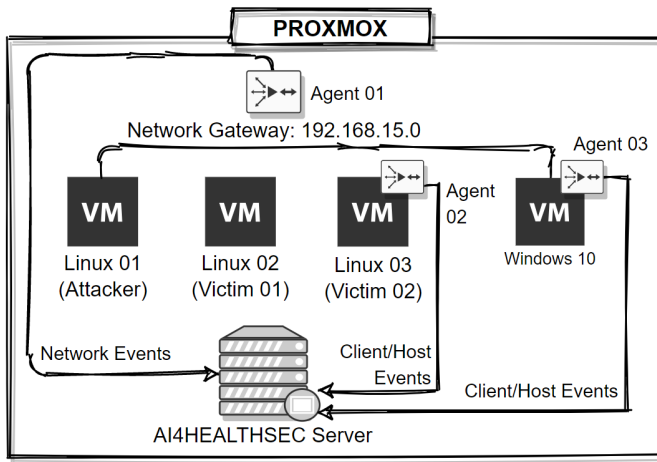 PROXMOX
Agent 01
Network Gateway: 192.168.15.0
Agent 03
VM
VM
VM
Agent
02
VM
Linux 01
(Attacker)
Linux 02
(Victim 01)
Linux 03
(Victim 02)
Windows 10
Network Events
Client/Host
Events
Client/Host Events
AI4HEALTHSEC Server